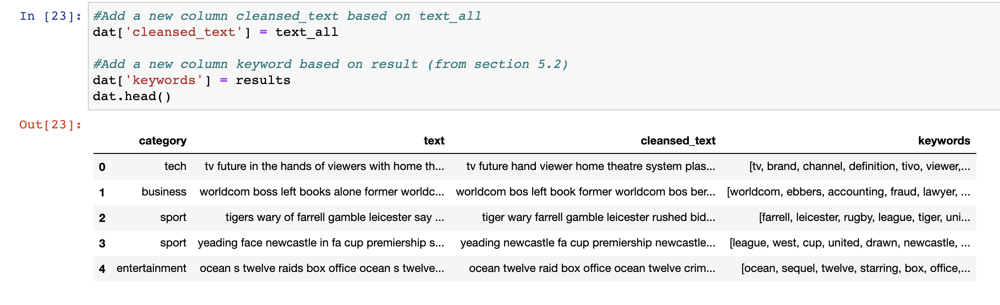 In [23]: #Add a new column cleansed_text based on text_all
dat['cleansed_text'] = text_all
#Add a new column keyword based on result (from section 5.2)
dat['keywords'] = results
dat.head()
Out[23]:
category text cleansed_text keywords
0 tech tv future in the hands of viewers with home th... tv future hand viewer home theatre system plas... [tv, brand, channel, definition, tivo, viewer,...
1 business worldcom boss left books alone former worldc... worldcom bos left book former worldcom bos ber... [worldcom, ebbers, accounting, fraud, lawyer, ...
2 sport tigers wary of farrell gamble leicester say ... tiger wary farrell gamble leicester rushed bid... [farrell, leicester, rugby, league, tiger, uni...
3 sport yeading face newcastle in fa cup premiership s... yeading newcastle fa cup premiership newcastle... [league, west, cup, united, drawn, newcastle, ...
4 entertainment ocean s twelve raids box office ocean s twelve... ocean twelve raid box office ocean twelve crim... [ocean, sequel, twelve, starring, box, office,...